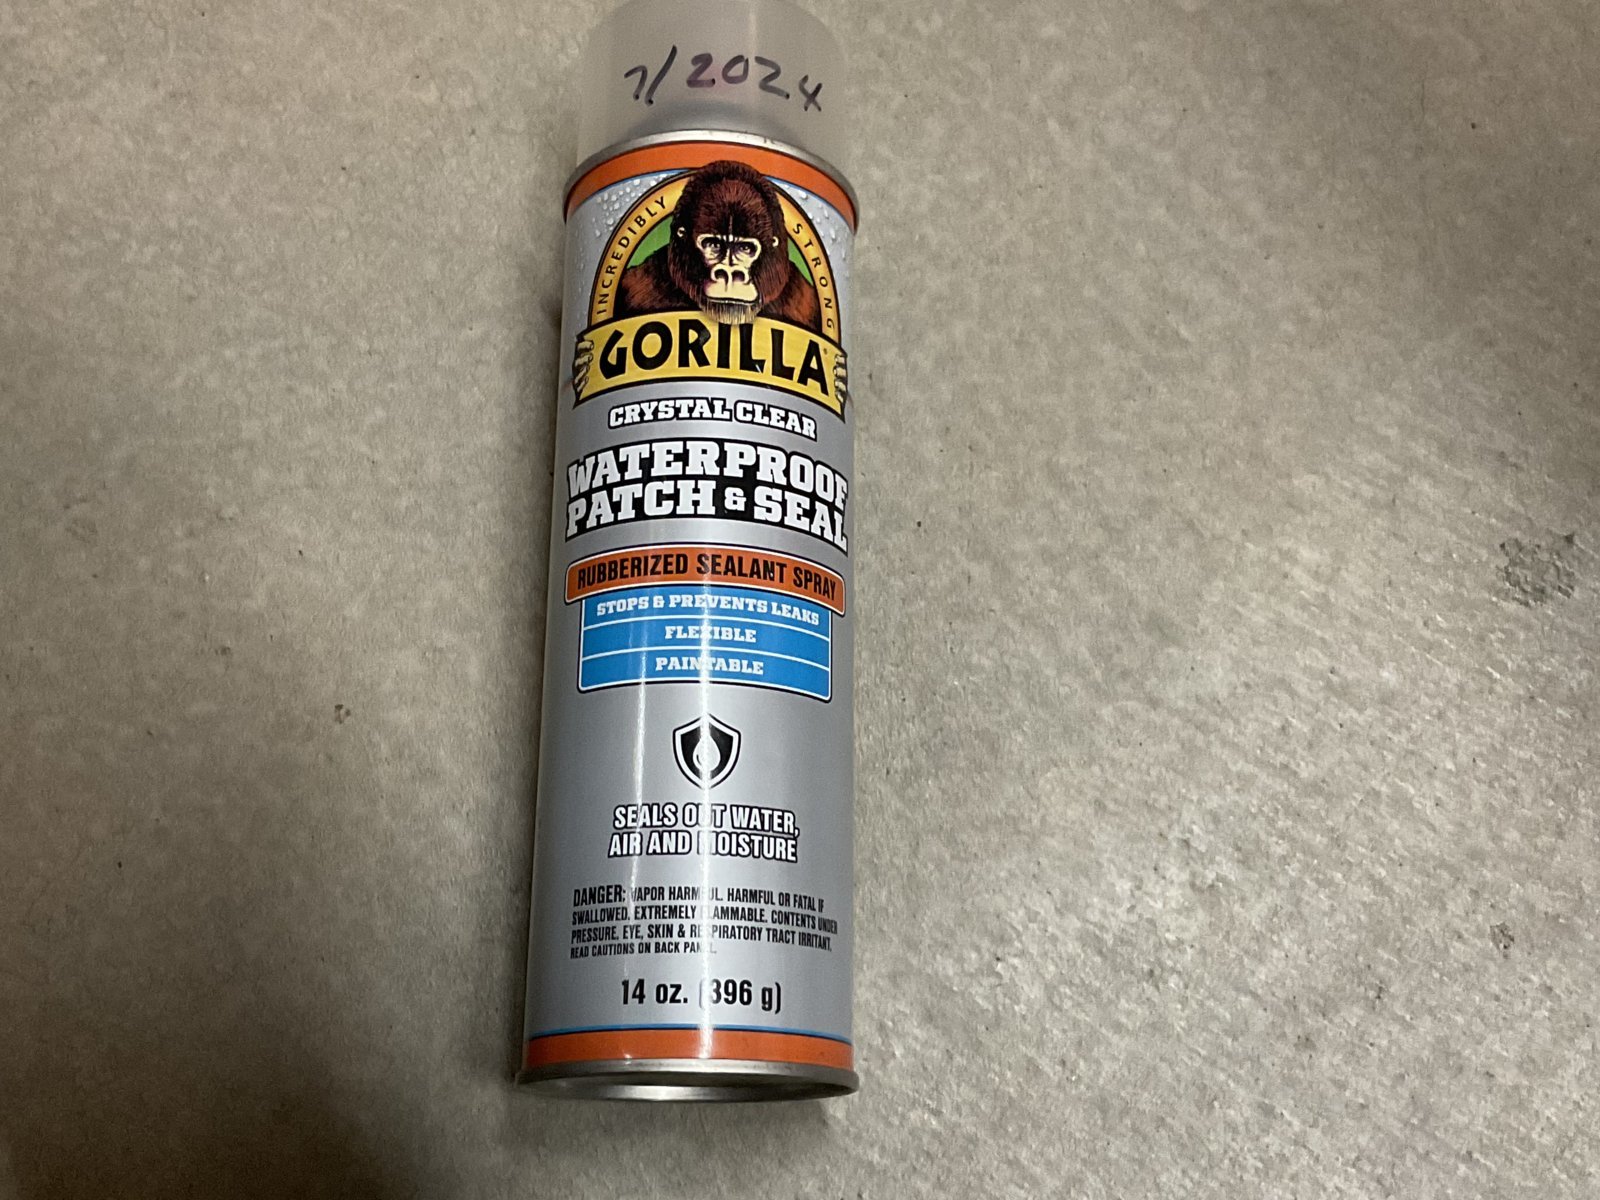 7/2024
INCREDIBLY STRONG
GORILLA
CRYSTAL CLEAR
WATERPROOF
PATCH & SEAL
RUBBERIZED SEALANT SPRAY
STOPS & PREVENTS LEAKS
FLEXIBLE
PAINTABLE
SEALS OUT WATER,
AIR AND MOISTURE
DANGER: VAPOR HARMFUL. HARMFUL OR FATAL IF
SWALLOWED. EXTREMELY FLAMMABLE. CONTENTS UNDER
PRESSURE. EYE, SKIN & RESPIRATORY TRACT IRRITANT.
READ CAUTIONS ON BACK PANEL.
14 oz. (396 g)